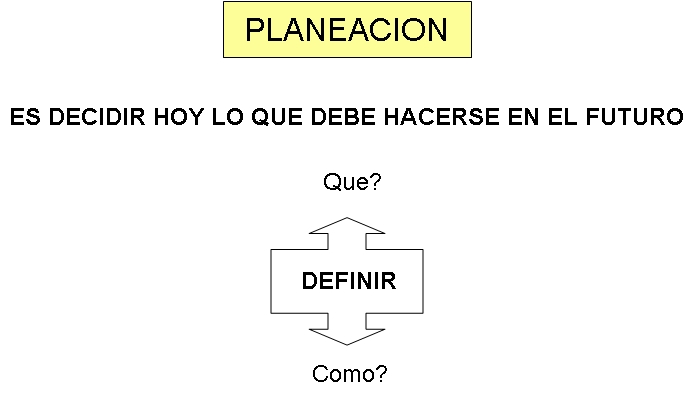 PLANEACION
ES DECIDIR HOY LO QUE DEBE HACERSE EN EL FUTURO
Que?
DEFINIR
Como?